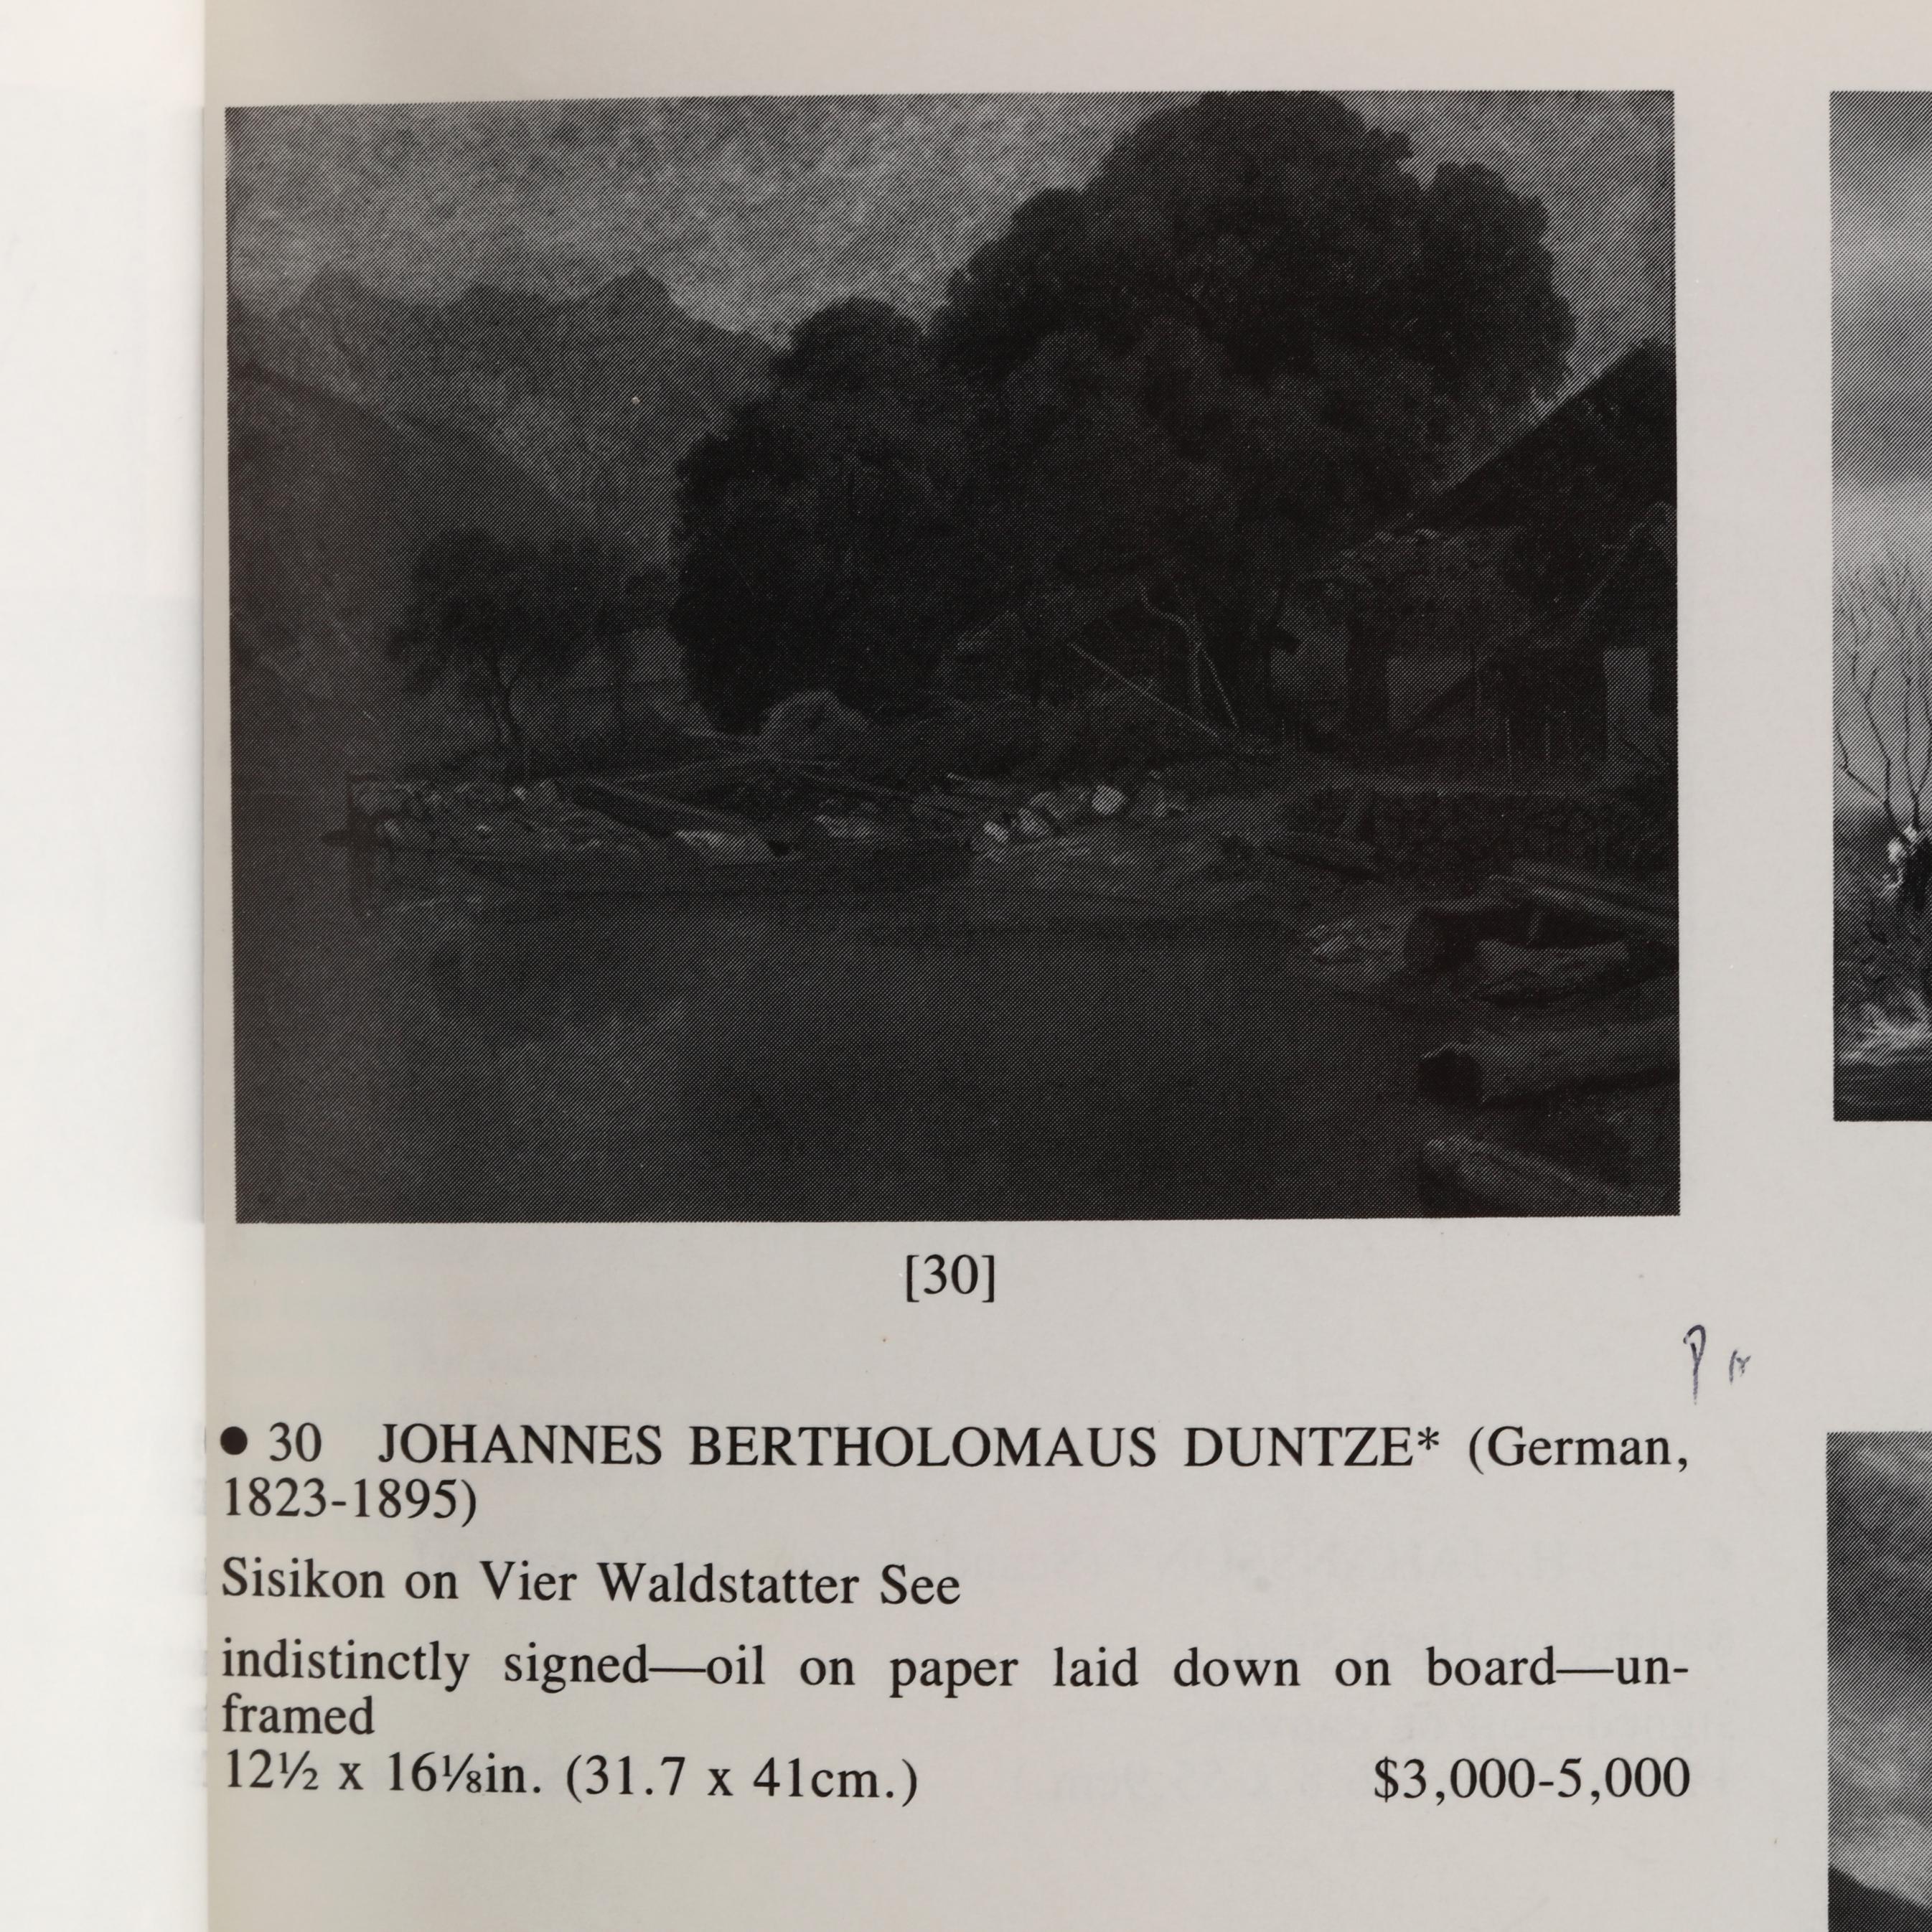 [30]
● 30 JOHANNES BERTHOLOMAUS DUNTZE* (German,
1823-1895)
Sisikon on Vier Waldstatter See
indistinctly signed—oil on paper laid down on board—un-
framed
12½ x 16⅛in. (31.7 x 41cm.) $3,000-5,000